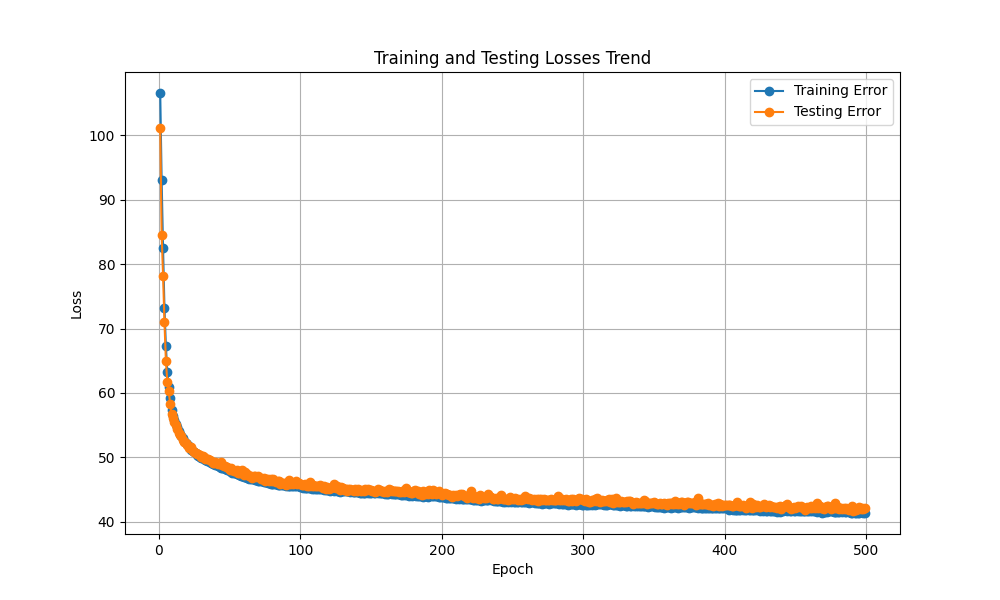 Training and Testing Losses Trend
Training Error
Testing Error
Loss
100
90
80
70
60
50
40
0 100 200 300 400 500
Epoch